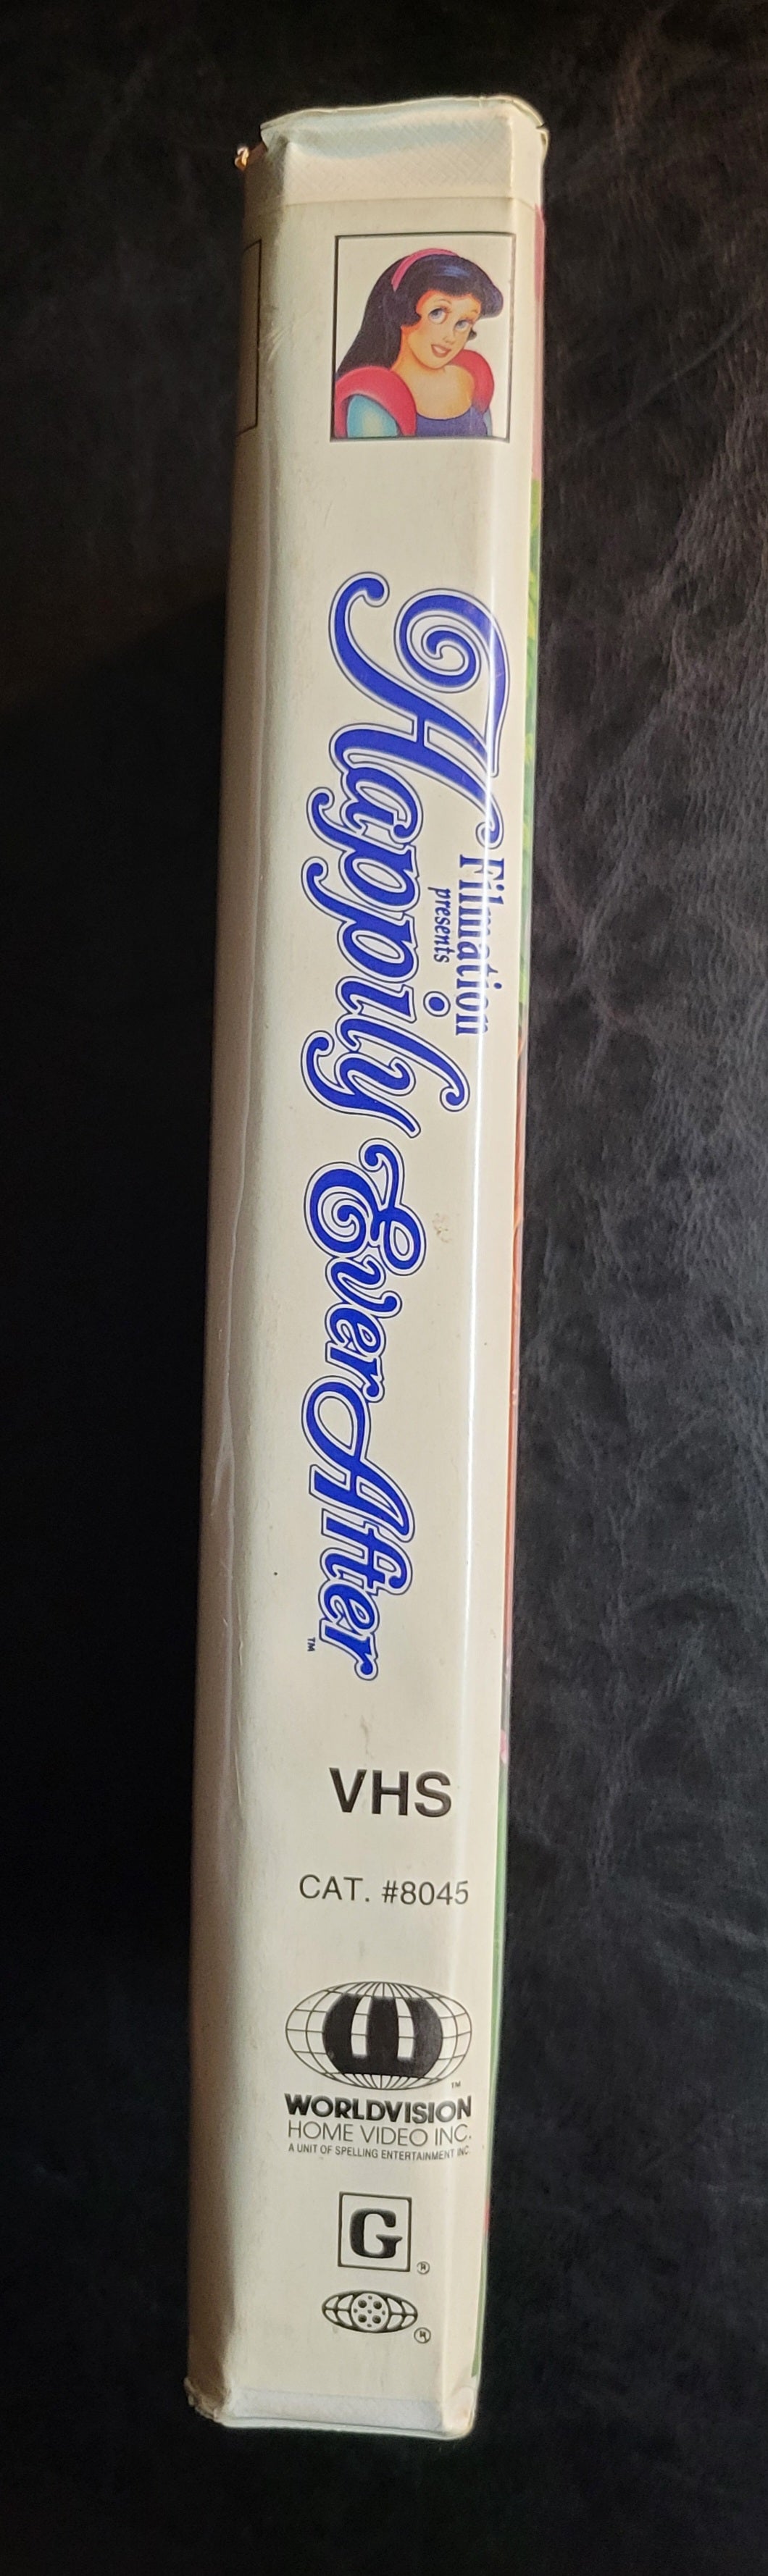 Filmation
presents
Happily Ever After
TM
VHS
CAT. #8045
W
TM
WORLDVISION
HOME VIDEO INC.
A UNIT OF SPELLING ENTERTAINMENT INC.
G
®
®